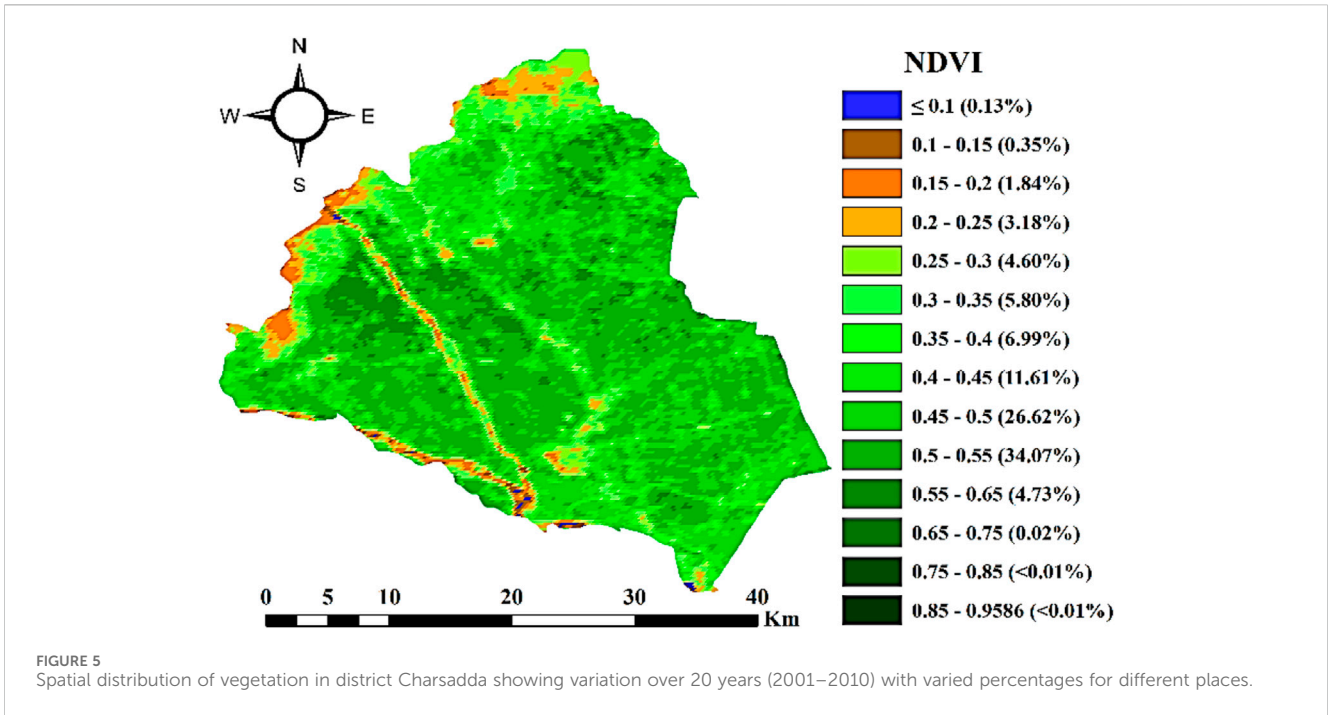 N
W
E
S
NDVI
≤ 0.1 (0.13%)
0.1 - 0.15 (0.35%)
0.15 - 0.2 (1.84%)
0.2 - 0.25 (3.18%)
0.25 - 0.3 (4.60%)
0.3 - 0.35 (5.80%)
0.35 - 0.4 (6.99%)
0.4 - 0.45 (11.61%)
0.45 - 0.5 (26.62%)
0.5 - 0.55 (34.07%)
0.55 - 0.65 (4.73%)
0.65 - 0.75 (0.02%)
0.75 - 0.85 (<0.01%)
0.85 - 0.9586 (<0.01%)
0 5 10 20 30 40
Km
FIGURE 5
Spatial distribution of vegetation in district Charsadda showing variation over 20 years (2001–2010) with varied percentages for different places.